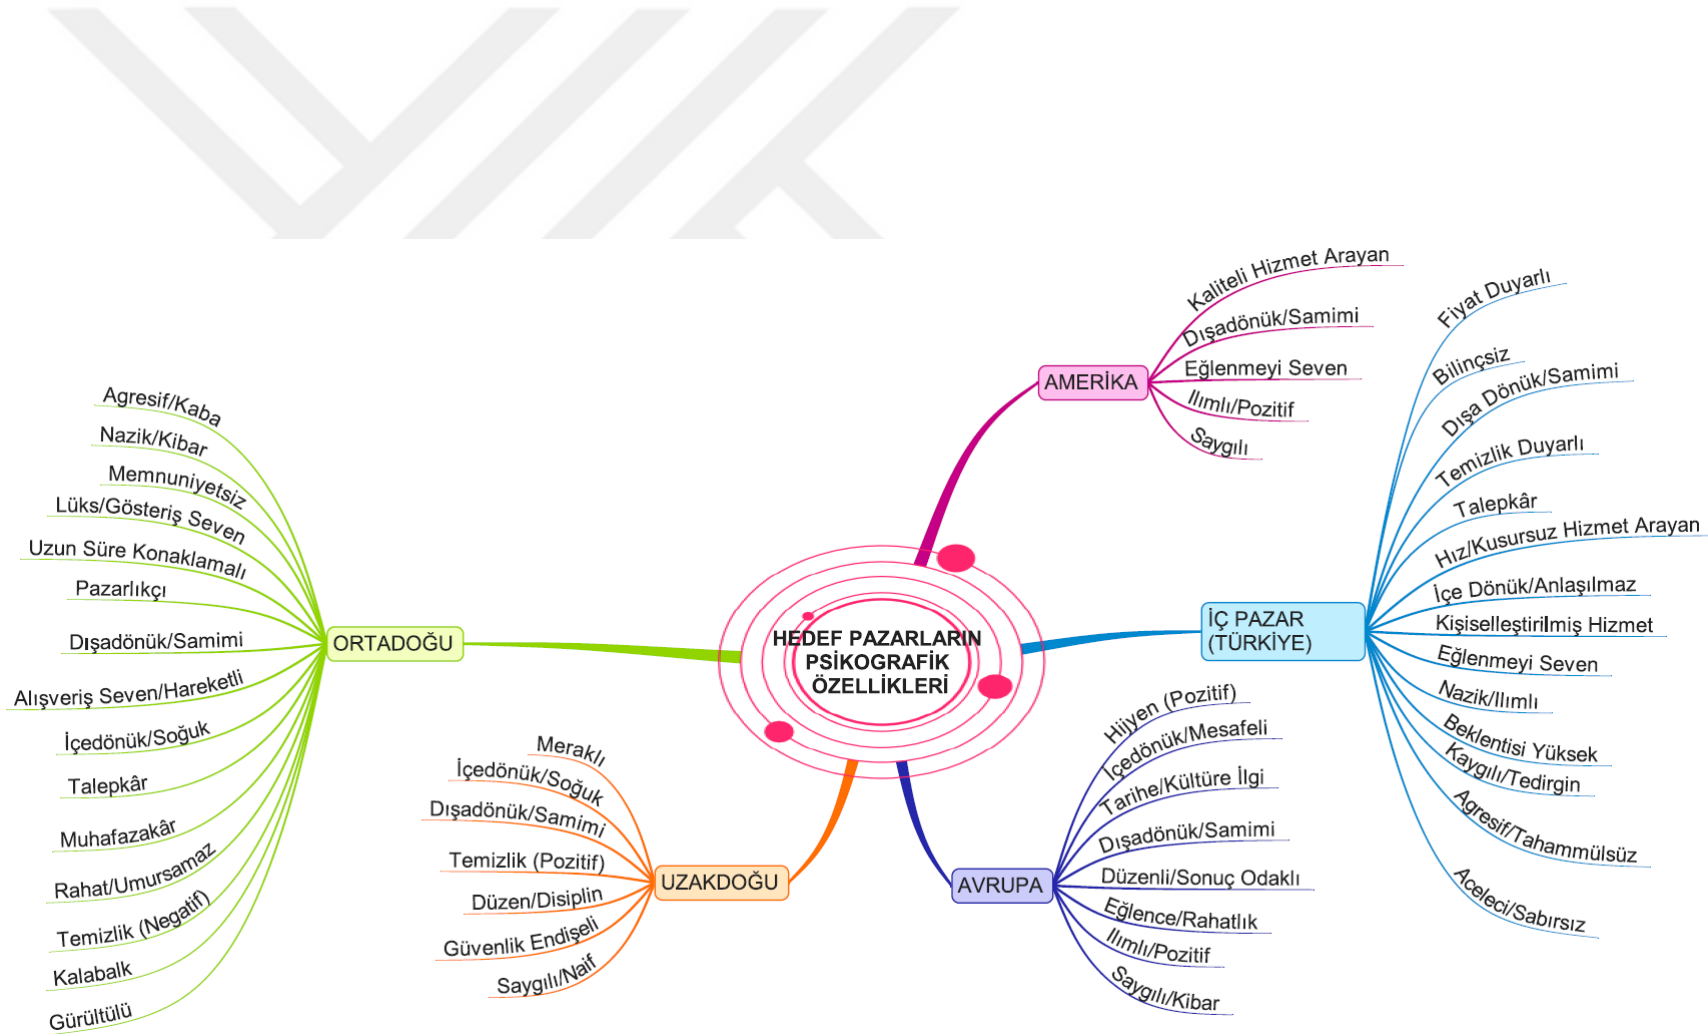 HEDEF PAZARLARIN
PSİKOGRAFİK
ÖZELLİKLERİ
AMERİKA
Kaliteli Hizmet Arayan
Dışadönük/Samimi
Eğlenmeyi Seven
Ilımlı/Pozitif
Saygılı
İÇ PAZAR
(TÜRKİYE)
Fiyat Duyarlı
Bilinçsiz
Dışa Dönük/Samimi
Temizlik Duyarlı
Talepkâr
Hız/Kusursuz Hizmet Arayan
İçe Dönük/Anlaşılmaz
Kişiselleştirilmiş Hizmet
Eğlenmeyi Seven
Nazik/Ilımlı
Beklentisi Yüksek
Kaygılı/Tedirgin
Agresif/Tahammülsüz
Aceleci/Sabırsız
AVRUPA
Hijyen (Pozitif)
İçedönük/Mesafeli
Tarihe/Kültüre İlgi
Dışadönük/Samimi
Düzenli/Sonuç Odaklı
Eğlence/Rahatlık
Ilımlı/Pozitif
Saygılı/Kibar
UZAKDOĞU
Meraklı
İçedönük/Soğuk
Dışadönük/Samimi
Temizlik (Pozitif)
Düzen/Disiplin
Güvenlik Endişeli
Saygılı/Naif
ORTADOĞU
Agresif/Kaba
Nazik/Kibar
Memnuniyetsiz
Lüks/Gösteriş Seven
Uzun Süre Konaklamalı
Pazarlıkçı
Dışadönük/Samimi
Alışveriş Seven/Hareketli
İçedönük/Soğuk
Talepkâr
Muhafazakâr
Rahat/Umursamaz
Temizlik (Negatif)
Kalabalk
Gürültülü